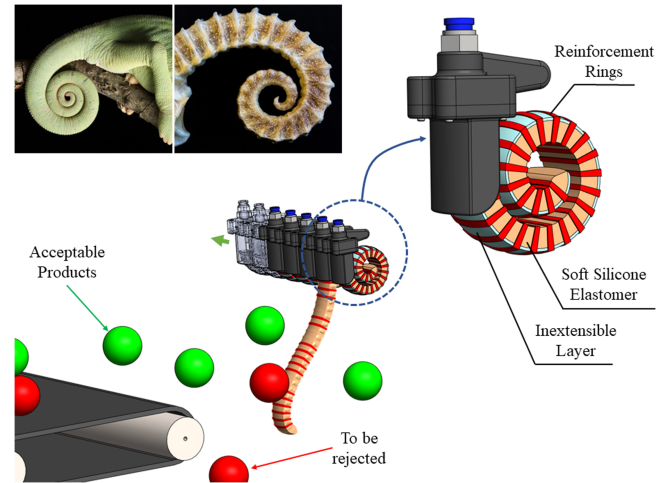 Reinforcement
Rings
Acceptable
Products
Soft Silicone
Elastomer
Inextensible
Layer
To be
rejected